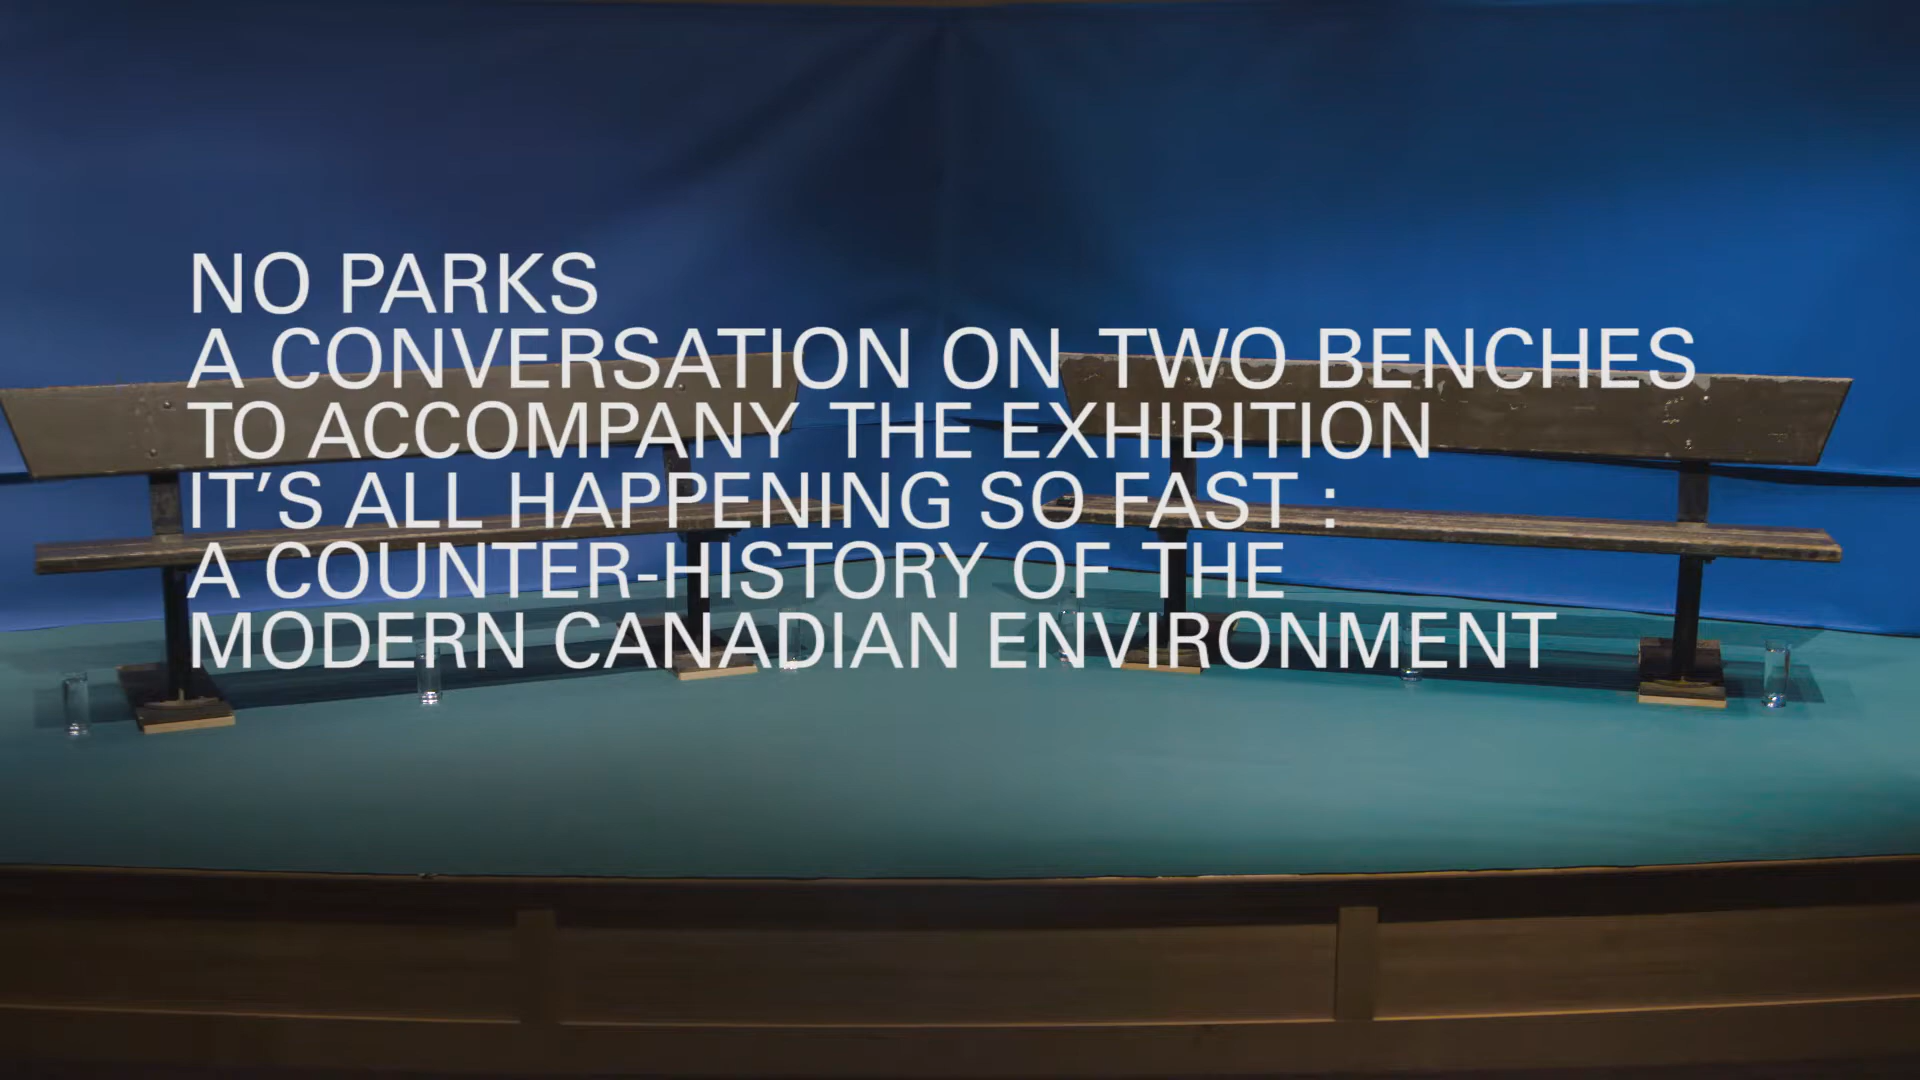 NO PARKS
A CONVERSATION ON TWO BENCHES
TO ACCOMPANY THE EXHIBITION
IT’S ALL HAPPENING SO FAST :
A COUNTER-HISTORY OF THE
MODERN CANADIAN ENVIRONMENT